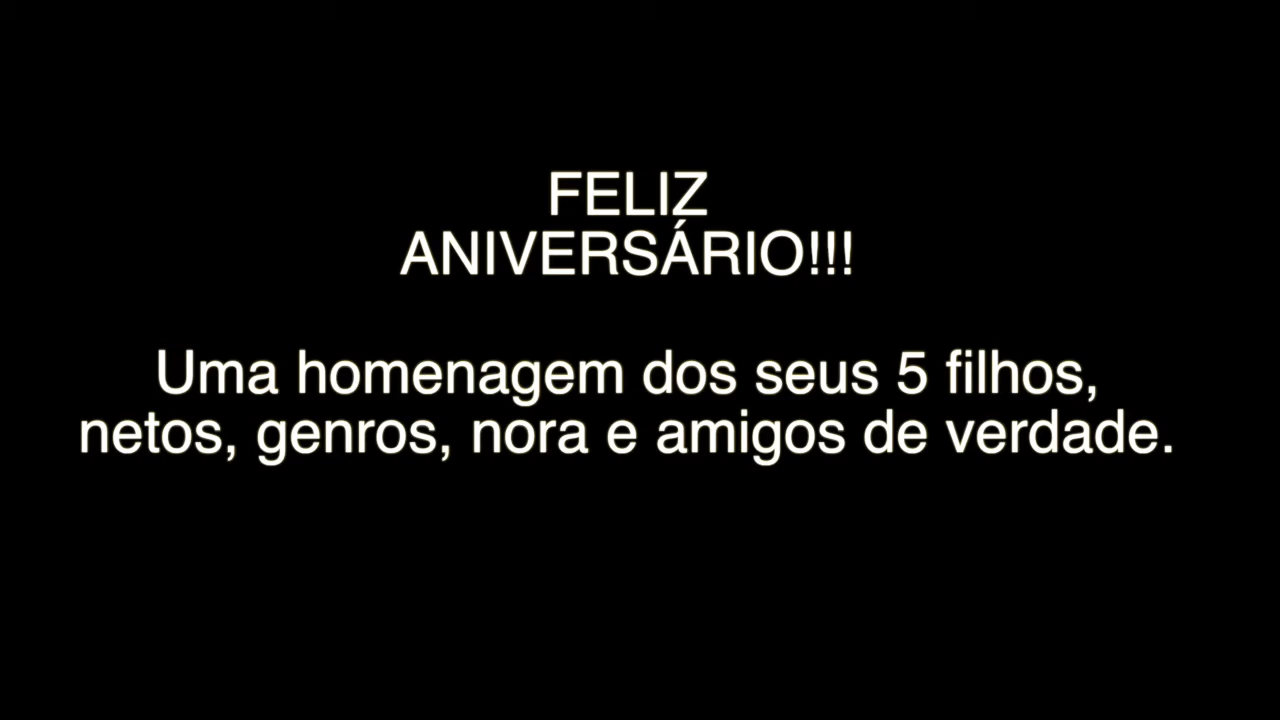 FELIZ
ANIVERSÁRIO!!!
Uma homenagem dos seus 5 filhos,
netos, genros, nora e amigos de verdade.